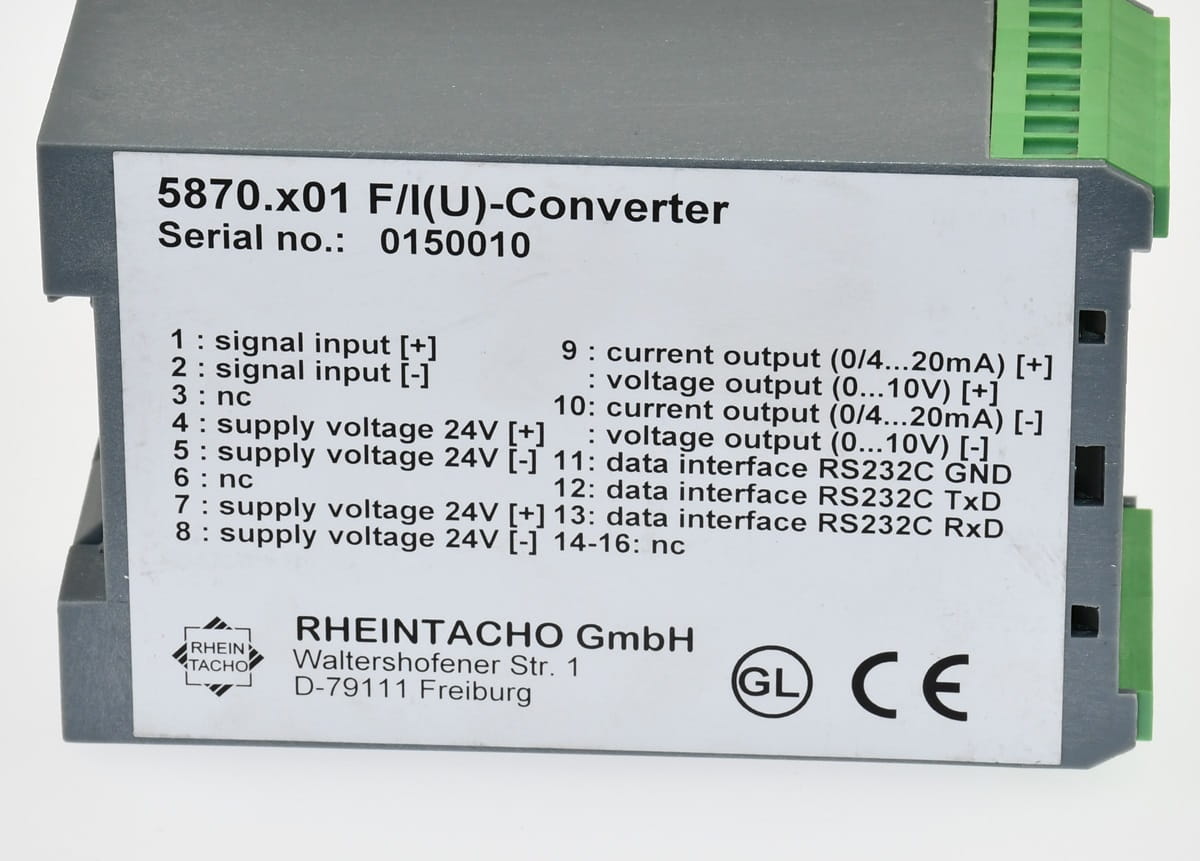 5870.x01 F/I(U)-Converter
Serial no.: 0150010
1 : signal input [+]
2 : signal input [-]
3 : nc
4 : supply voltage 24V [+]
5 : supply voltage 24V [-]
6 : nc
7 : supply voltage 24V [+]
8 : supply voltage 24V [-]
9 : current output (0/4...20mA) [+]
: voltage output (0...10V) [+]
10: current output (0/4...20mA) [-]
: voltage output (0...10V) [-]
11: data interface RS232C GND
12: data interface RS232C TxD
13: data interface RS232C RxD
14-16: nc
RHEIN
TACHO
RHEINTACHO GmbH
Waltershofener Str. 1
D-79111 Freiburg
GL
CE